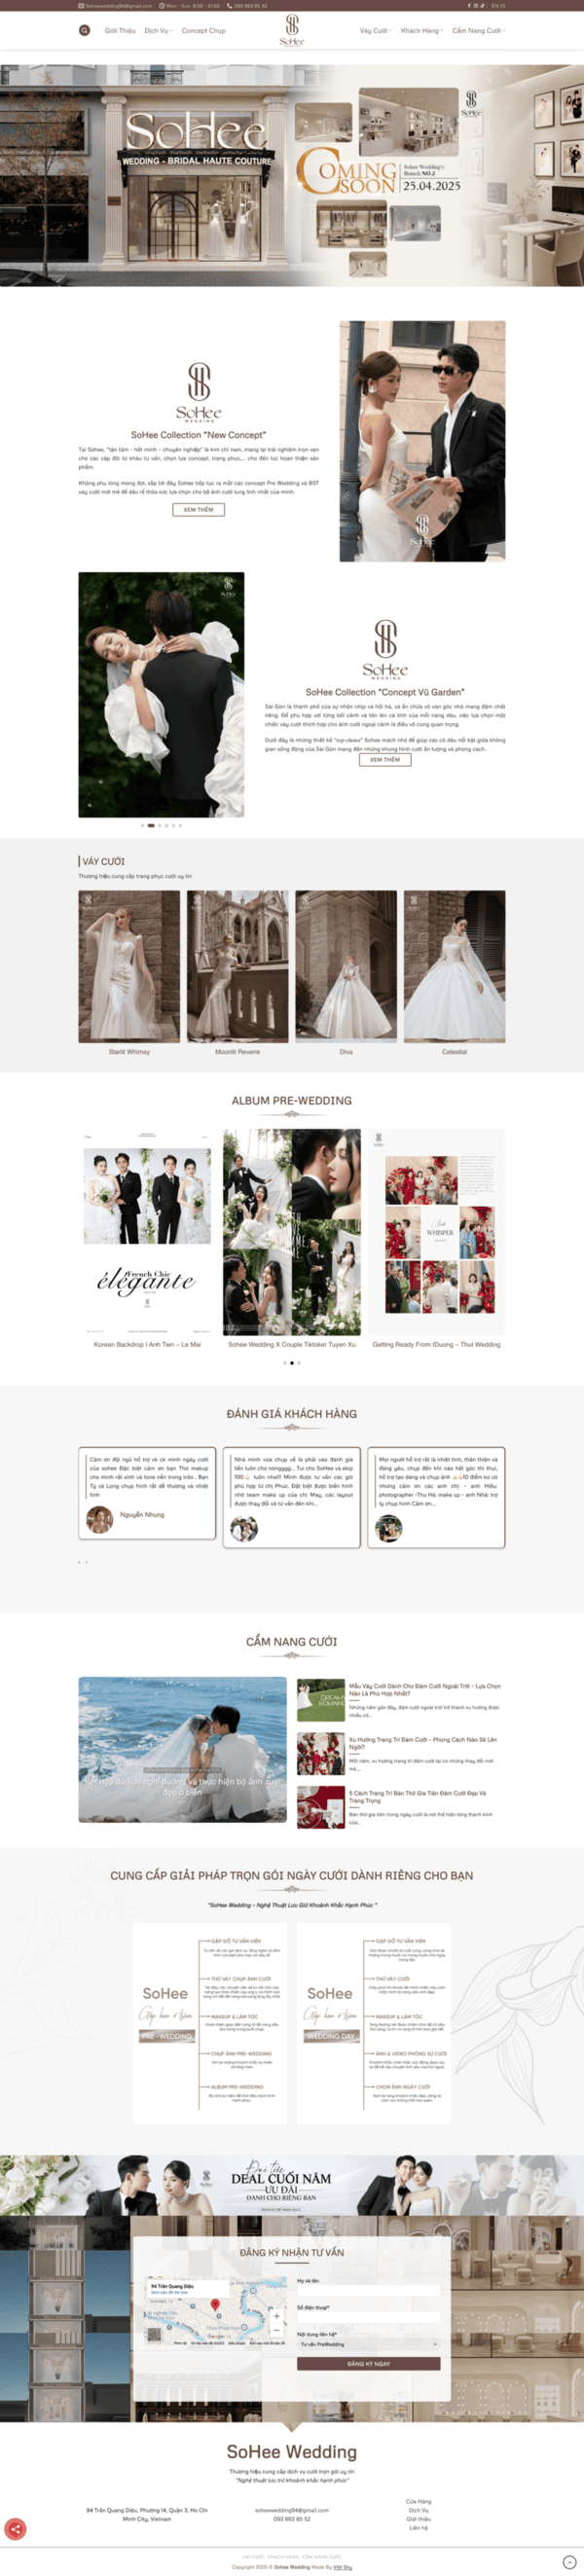 Soheewedding94@gmail.com
Mon - Sun: 9:00 - 21:00
093 863 85 52
EN VI
Giới Thiệu
Dịch Vụ
Concept Chụp
SoHee
WEDDING
Váy Cưới
Khách Hàng
Cẩm Nang Cưới
SoHee
WEDDING - BRIDAL HAUTE COUTURE
COMING
SOON
Sohee Wedding's
Branch NO.2
25.04.2025
SoHee
WEDDING
SoHee Collection "New Concept"
Tại Sohee, "tận tâm - hết mình - chuyên nghiệp" là kim chỉ nam, mang lại trải nghiệm trọn vẹn
cho các cặp đôi từ khâu tư vấn, chọn lựa concept, trang phục,... cho đến lúc hoàn thiện sản
phẩm.
Không phụ lòng mong đợi, sắp tới đây Sohee tiếp tục ra mắt các concept Pre Wedding và BST
váy cưới mới mẻ để dâu rể thỏa sức lựa chọn cho bộ ảnh cưới lung linh nhất của mình.
XEM THÊM
SoHee
WEDDING
SoHee Collection "Concept Vũ Garden"
Sài Gòn là thành phố của sự nhộn nhịp và hối hả, và ẩn chứa vô vàn góc nhỏ mang đậm chất
riêng. Để phù hợp với từng bối cảnh và tôn lên cá tính của mỗi nàng dâu, việc lựa chọn một
chiếc váy cưới thích hợp cho ảnh cưới ngoại cảnh là điều vô cùng quan trọng.
Dưới đây là những thiết kế "top-choice" Sohee mách nhỏ để giúp các cô dâu nổi bật giữa không
gian sống động của Sài Gòn mang đến những khung hình cưới ấn tượng và phong cách.
XEM THÊM
VÁY CƯỚI
Thương hiệu cung cấp trang phục cưới uy tín
Starlit Whimsy
Moonlit Reverie
Diva
Celestial
ALBUM PRE-WEDDING
French Chic
élégante
WHISPER
Korean Backdrop | Anh Tien – Le Mai
Sohee Wedding X Couple Tiktoker Tuyen Xu
Getting Ready From IDuong – ThuI Wedding
ĐÁNH GIÁ KHÁCH HÀNG
Cảm ơn đội ngũ hỗ trợ vk ck mình ngày cưới
của sohee Đặc biệt cảm ơn bạn Thơ makeup
cho mình rất xinh và tone nền trong trẻo . Bạn
Tý và Long chụp hình rất dễ thương và nhiệt
tình
Nguyễn Nhung
Nhà mình vừa chụp về là phải vào đánh giá
liền luôn cho nóngggg... Tui cho SoHee và ekip
100 👍 luôn nha!!! Mình được tư vấn các gói
phù hợp từ chị Phúc. Đặt biệt được biến hình
nhờ team make up của chị May, các layout
được thay đổi và tư vấn đến khi...
Mọi người hỗ trợ rất là nhiệt tình, thân thiện và
đáng yêu, chụp đến khi nào hết góc thì thui,
hỗ trợ tạo dáng và chụp ảnh 👍👍10 điểm ko có
nhưng cảm ơn các anh chị: - anh Hiếu:
photographer -Thu Hà: make up - anh Nhã: trợ
lý chụp hình Cảm ơn...
CẨM NANG CƯỚI
Kết hợp du lịch nghỉ dưỡng và thực hiện bộ ảnh cưới
đẹp ở biển
Mẫu Váy Cưới Dành Cho Đám Cưới Ngoài Trời – Lựa Chọn
Nào Là Phù Hợp Nhất?
Những năm gần đây, đám cưới ngoài trời trở thành xu hướng được
nhiều cô...
Xu Hướng Trang Trí Đám Cưới – Phong Cách Nào Sẽ Lên
Ngôi?
Mỗi năm, xu hướng trang trí đám cưới lại có những thay đổi mới
mẻ,...
5 Cách Trang Trí Bàn Thờ Gia Tiên Đám Cưới Đẹp Và
Trang Trọng
Bàn thờ gia tiên trong ngày cưới là nơi thể hiện lòng thành kính
của...
CUNG CẤP GIẢI PHÁP TRỌN GÓI NGÀY CƯỚI DÀNH RIÊNG CHO BẠN
"SoHee Wedding – Nghệ Thuật Lưu Giữ Khoảnh Khắc Hạnh Phúc "
SoHee
PRE -WEDDING
GẶP GỠ TƯ VẤN VIÊN
THỬ VÁY CHỤP ẢNH CƯỚI
MAKEUP & LÀM TÓC
CHỤP ẢNH PRE-WEDDING
ALBUM PRE-WEDDING
SoHee
WEDDING DAY
GẶP GỠ TƯ VẤN VIÊN
THỬ VÁY CƯỚI
MAKEUP & LÀM TÓC
ẢNH & VIDEO PHÓNG SỰ CƯỚI
CHỌN ẢNH NGÀY CƯỚI
DEAL CUỐI NĂM
ƯU ĐÃI
DÀNH CHO RIÊNG BẠN
ĐĂNG KÝ NHẬN TƯ VẤN
94 Trần Quang Diệu
Họ và tên
Số điện thoại*
Nội dung liên hệ*
Tư vấn PreWedding
ĐĂNG KÝ NGAY
SoHee Wedding
Thương hiệu cung cấp dịch vụ cưới trọn gói uy tín
"Nghệ thuật lưu trữ khoảnh khắc hạnh phúc"
94 Trần Quang Diệu, Phường 14, Quận 3, Ho Chi
Minh City, Vietnam
soheewedding94@gmail.com
093 863 85 52
Cửa Hàng
Dịch Vụ
Giới thiệu
Liên hệ
VÁY CƯỚI KHÁCH HÀNG CẨM NANG CƯỚI
Copyright 2025 © Sohee Wedding Made By Việt Sky